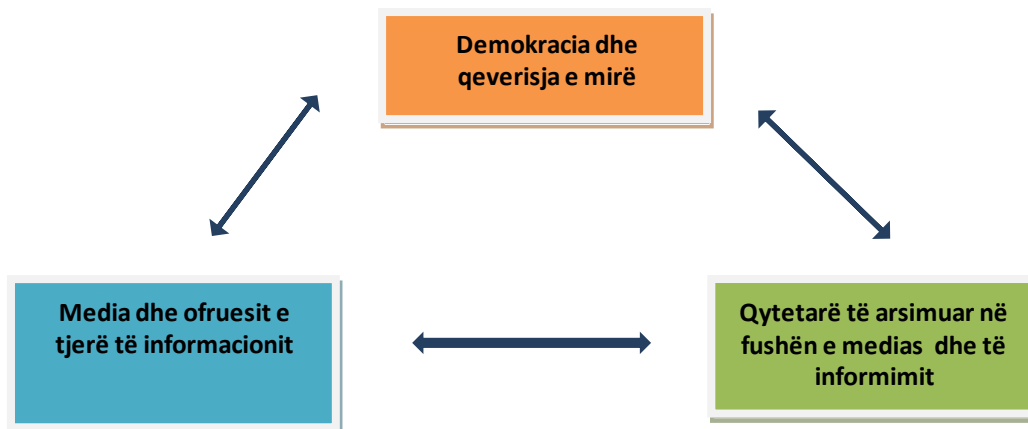 Demokracia dhe
qeverisja e mirë
Media dhe ofruesit e
tjerë të informacionit
Qytetarë të arsimuar në
fushën e medias dhe të
informimit